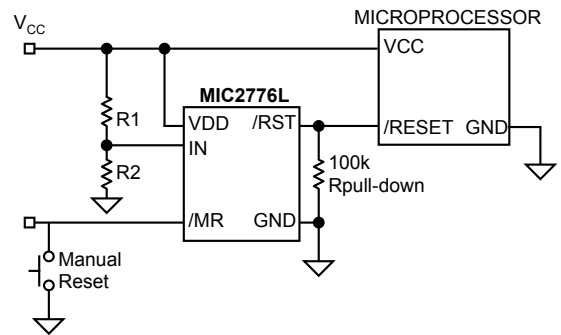 MICROPROCESSOR
VCC
VCC
MIC2776L
R1
VDD
/RST
/RESET
GND
IN
R2
100k
Rpull-down
/MR
GND
Manual
Reset